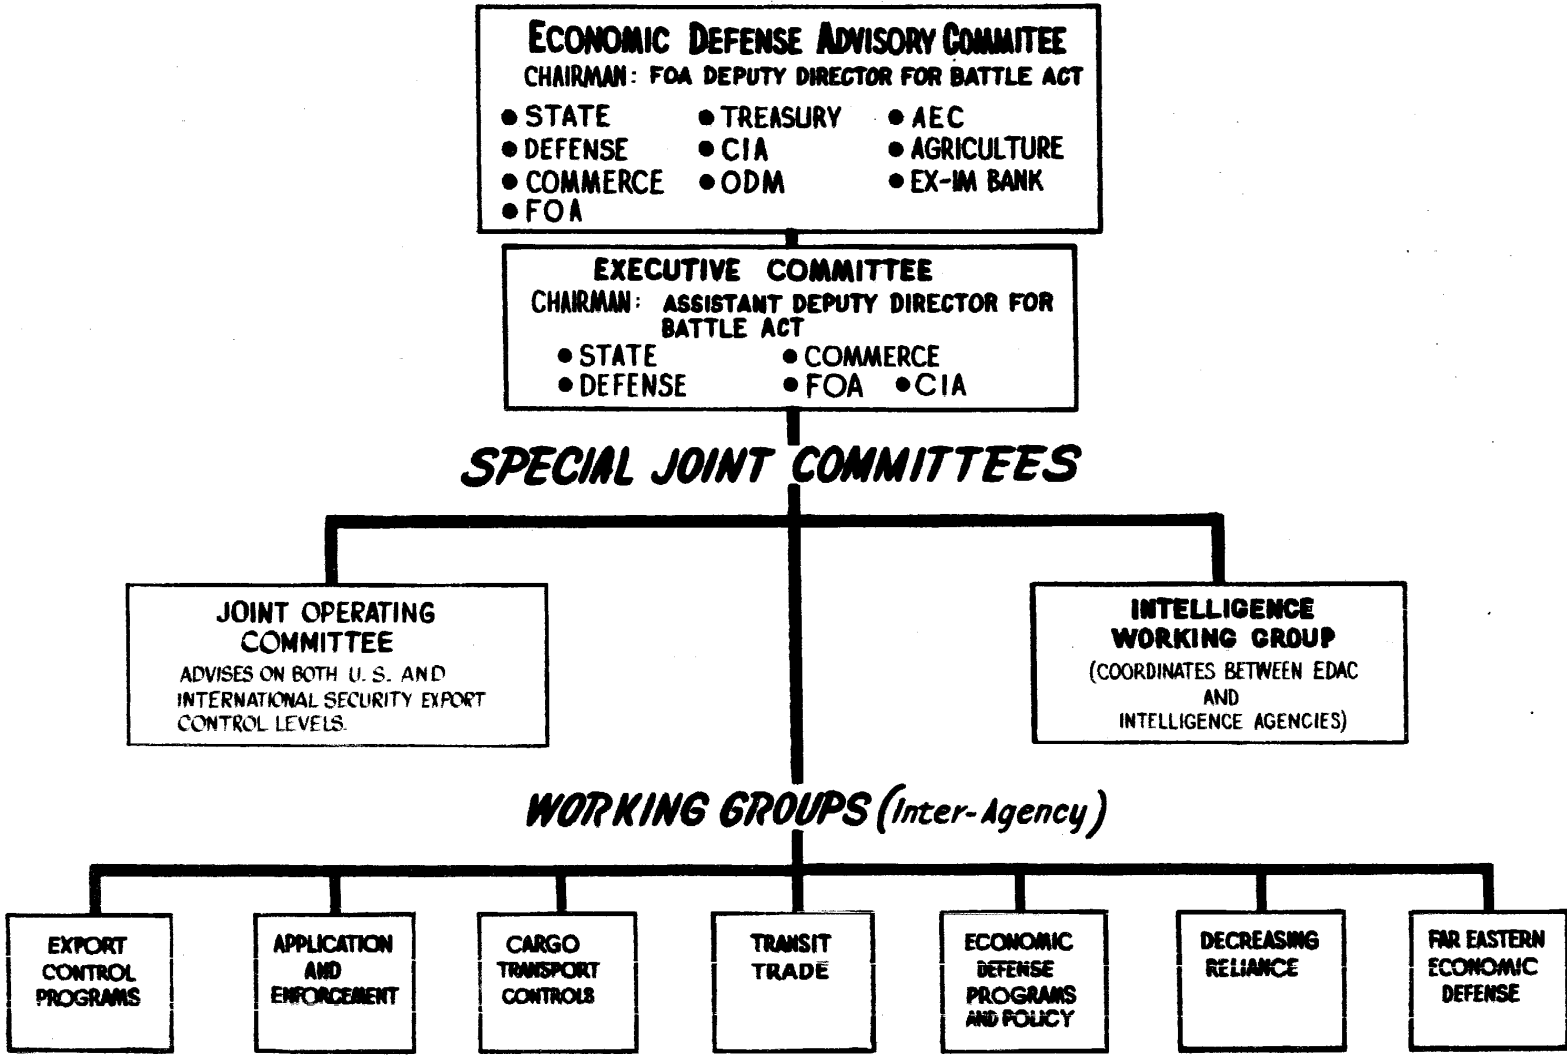 ECONOMIC DEFENSE ADVISORY COMMITEE
CHAIRMAN: FOA DEPUTY DIRECTOR FOR BATTLE ACT
• STATE • TREASURY • AEC
• DEFENSE • CIA • AGRICULTURE
• COMMERCE • ODM • EX-IM BANK
• FOA
EXECUTIVE COMMITTEE
CHAIRMAN: ASSISTANT DEPUTY DIRECTOR FOR
BATTLE ACT
• STATE • COMMERCE
• DEFENSE • FOA • CIA
SPECIAL JOINT COMMITTEES
JOINT OPERATING
COMMITTEE
ADVISES ON BOTH U. S. AND
INTERNATIONAL SECURITY EXPORT
CONTROL LEVELS.
INTELLIGENCE
WORKING GROUP
(COORDINATES BETWEEN EDAC
AND
INTELLIGENCE AGENCIES)
WORKING GROUPS (Inter-Agency)
EXPORT
CONTROL
PROGRAMS
APPLICATION
AND
ENFORCEMENT
CARGO
TRANSPORT
CONTROLS
TRANSIT
TRADE
ECONOMIC
DEFENSE
PROGRAMS
AND POLICY
DECREASING
RELIANCE
FAR EASTERN
ECONOMIC
DEFENSE